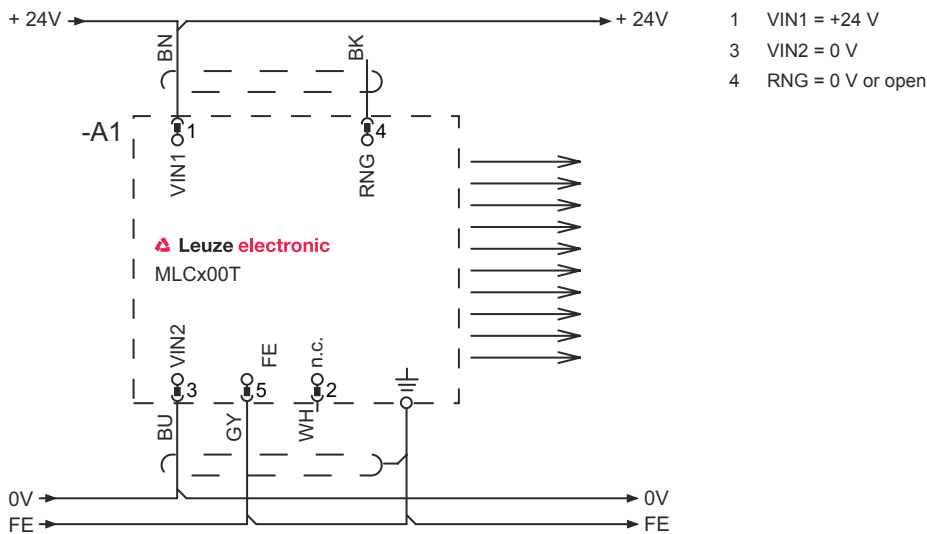 + 24V
+ 24V
1 VIN1 = +24 V
3 VIN2 = 0 V
4 RNG = 0 V or open
BN
BK
-A1
1
4
VIN1
RNG
Leuze electronic
MLCx00T
VIN2
FE
n.c.
3
5
2
BU
GY
WH
0V
0V
FE
FE